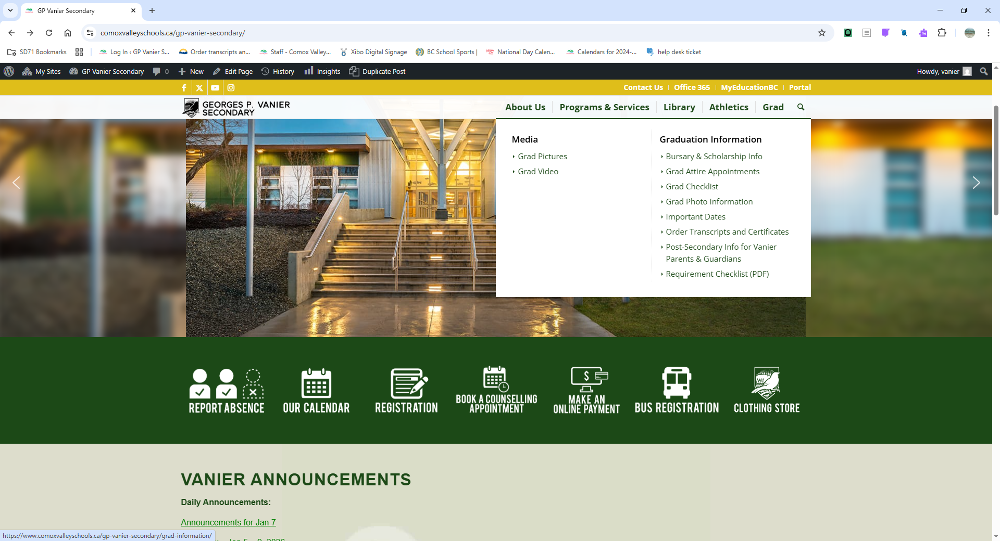 GP Vanier Secondary
comoxvalleyschools.ca/gp-vanier-secondary/
SD71 Bookmarks
Log In ‹ GP Vanier S...
Order transcripts an...
Staff - Comox Valley...
Xibo Digital Signage
BC School Sports |
National Day Calen...
Calendars for 2024-...
help desk ticket
My Sites
GP Vanier Secondary
0
New
Edit Page
History
Insights
Duplicate Post
Howdy, vanier
Contact Us
Office 365
MyEducationBC
Portal
GEORGES P. VANIER
SECONDARY
About Us
Programs & Services
Library
Athletics
Grad
Media
Grad Pictures
Grad Video
Graduation Information
Bursary & Scholarship Info
Grad Attire Appointments
Grad Checklist
Grad Photo Information
Important Dates
Order Transcripts and Certificates
Post-Secondary Info for Vanier
Parents & Guardians
Requirement Checklist (PDF)
REPORT ABSENCE
OUR CALENDAR
REGISTRATION
BOOK A COUNSELLING
APPOINTMENT
MAKE AN
ONLINE PAYMENT
BUS REGISTRATION
CLOTHING STORE
VANIER ANNOUNCEMENTS
Daily Announcements:
Announcements for Jan 7
https://www.comoxvalleyschools.ca/gp-vanier-secondary/grad-information/